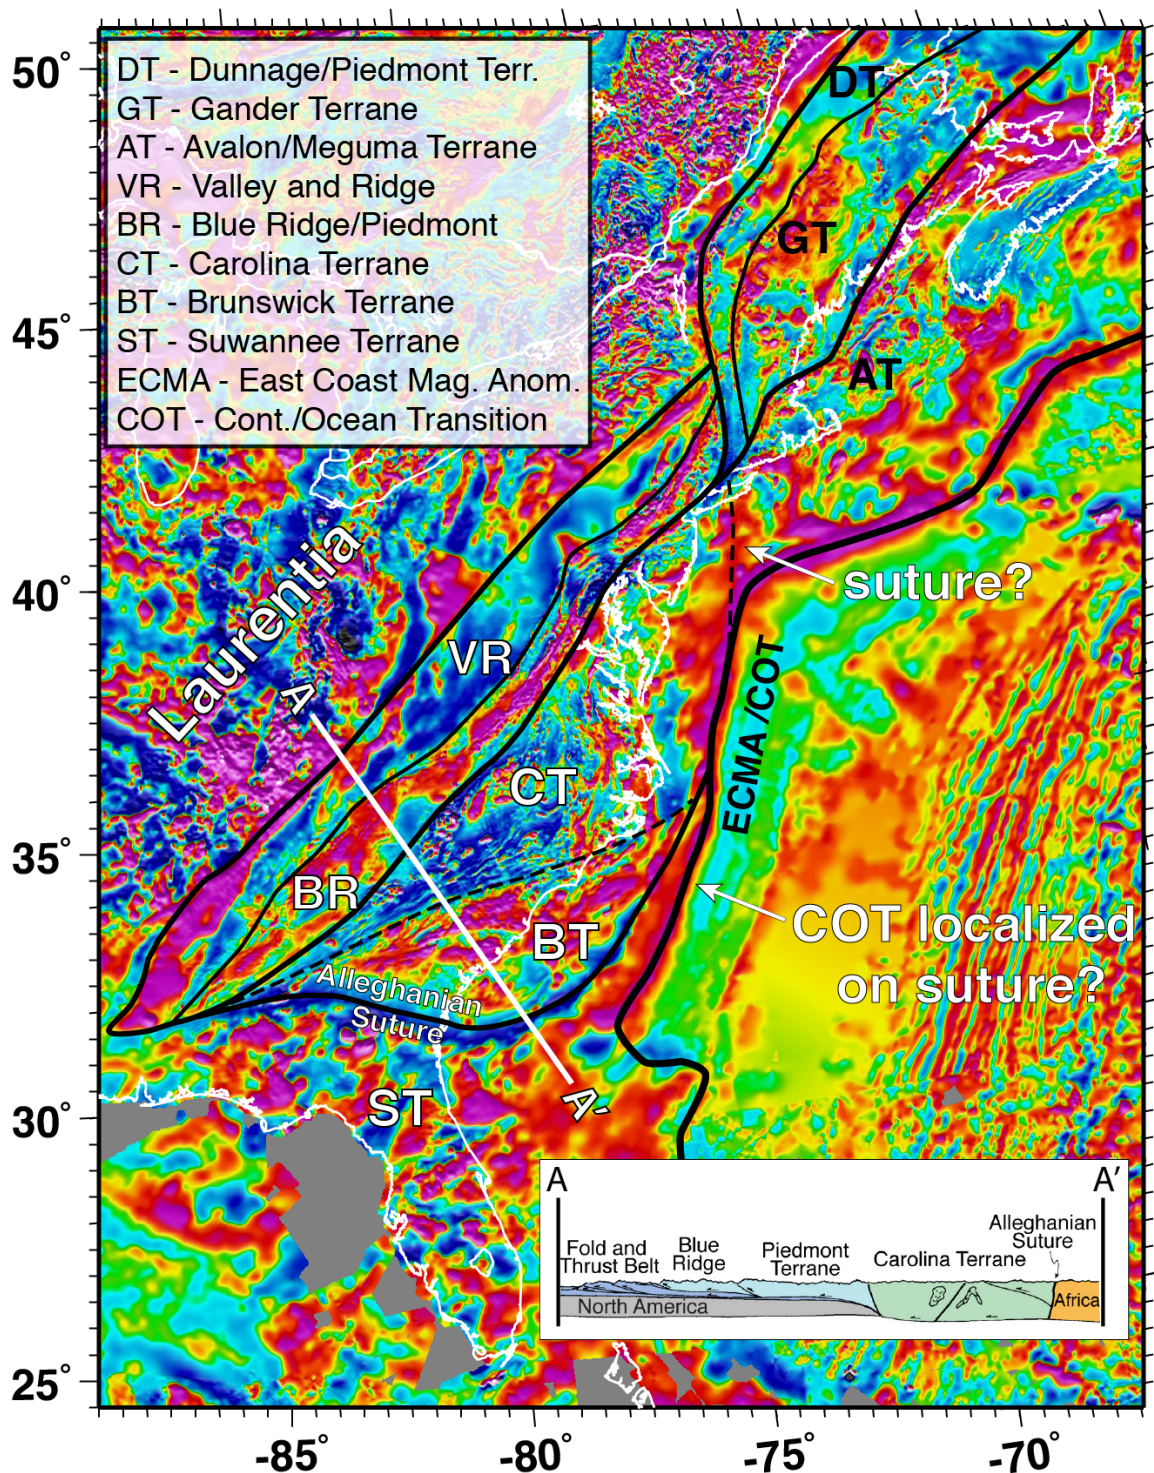 DT - Dunnage/Piedmont Terr.
GT - Gander Terrane
AT - Avalon/Meguma Terrane
VR - Valley and Ridge
BR - Blue Ridge/Piedmont
CT - Carolina Terrane
BT - Brunswick Terrane
ST - Suwannee Terrane
ECMA - East Coast Mag. Anom.
COT - Cont./Ocean Transition
50°
45°
40°
35°
30°
25°
DT
GT
AT
suture?
Laurentia
VR
A
ECMA /COT
CT
BR
BT
COT localized
on suture?
Alleghanian
Suture
ST
A'
A
A'
Alleghanian
Suture
Fold and
Thrust Belt
Blue
Ridge
Piedmont
Terrane
Carolina Terrane
North America
Africa
-85°
-80°
-75°
-70°